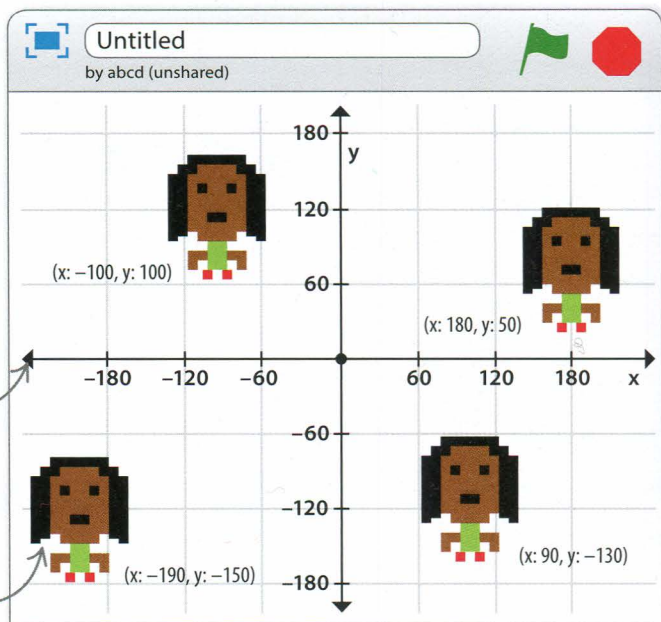 Untitled
by abcd (unshared)
180
y
120
(x: –100, y: 100)
60
(x: 180, y: 50)
–180 –120 –60 60 120 180 x
–60
–120
(x: 90, y: –130)
(x: –190, y: –150)
–180